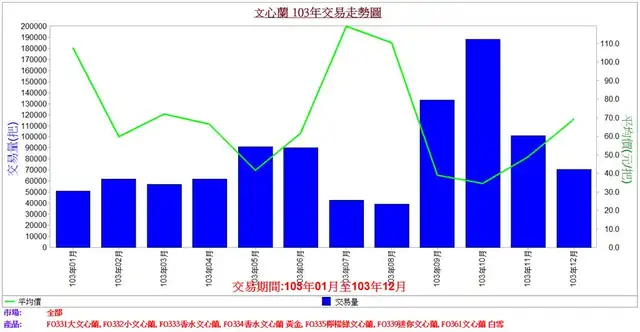 文心蘭 103年交易走勢圖
200000
190000
180000
170000
160000
150000
140000
130000
120000
110000
100000
90000
80000
70000
60000
50000
40000
30000
20000
10000
0
交易量(把)
110.0
100.0
90.0
80.0
70.0
60.0
50.0
40.0
30.0
20.0
10.0
0.0
平均價(元/把)
103年01月
103年02月
103年03月
103年04月
103年05月
103年06月
103年07月
103年08月
103年09月
103年10月
103年11月
103年12月
交易期間:103年01月至103年12月
平均價 交易量
市場: 全部
產品: FO331大文心蘭, FO332小文心蘭, FO333香水文心蘭, FO334香水文心蘭 黃金, FO335檸檬綠文心蘭, FO339迷你文心蘭, FO361文心蘭 白雪